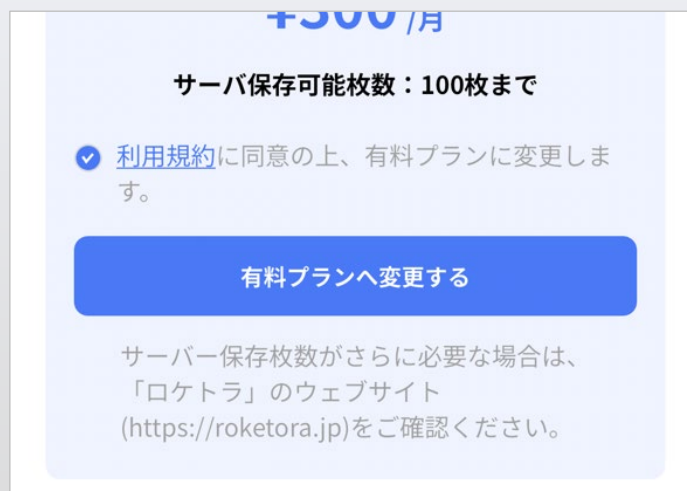 ¥300 /月
サーバ保存可能枚数：100枚まで
利用規約に同意の上、有料プランに変更しま
す。
有料プランへ変更する
サーバー保存枚数がさらに必要な場合は、
「ロケトラ」のウェブサイト
(https://roketora.jp)をご確認ください。